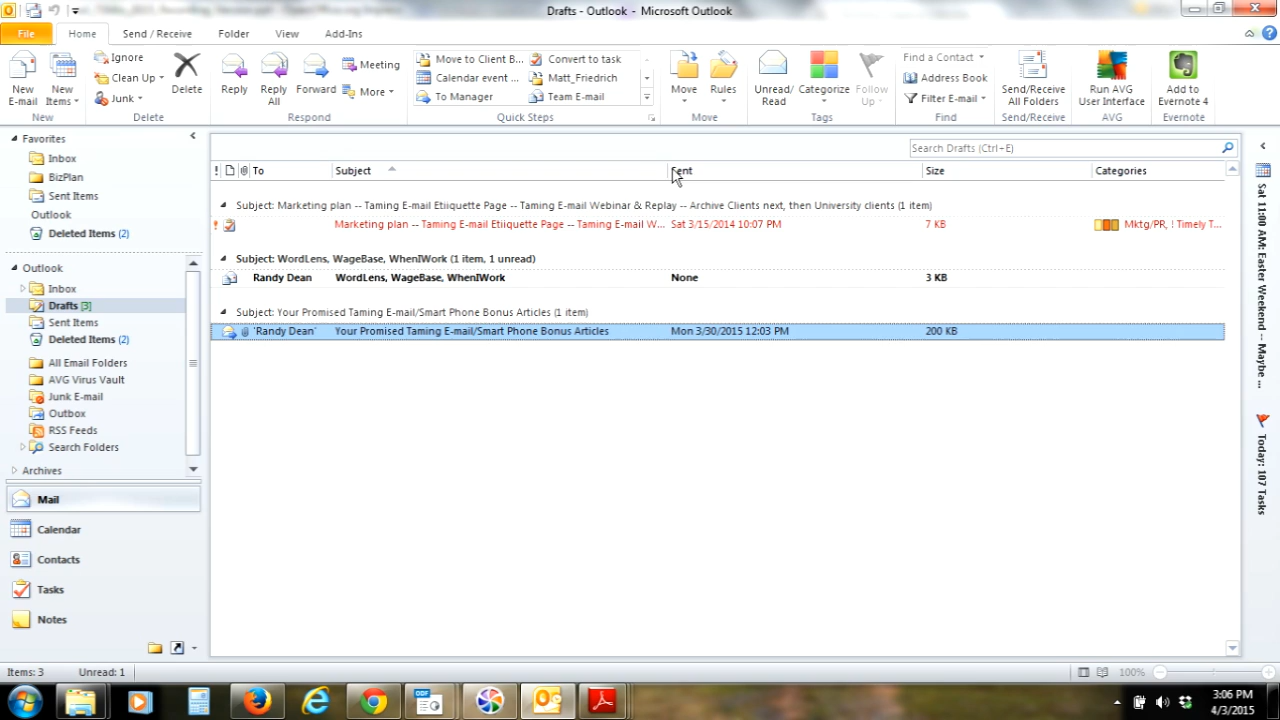 Drafts - Outlook - Microsoft Outlook
File Home Send / Receive Folder View Add-Ins
New E-mail
New Items
Ignore
Clean Up
Junk
Delete
Reply
Reply All
Forward
Meeting
More
Move to Client B...
Calendar event ...
To Manager
Convert to task
Matt_Friedrich
Team E-mail
Move
Rules
Unread/ Read
Categorize
Follow Up
Find a Contact
Address Book
Filter E-mail
Send/Receive All Folders
Run AVG User Interface
Add to Evernote 4
New Delete Respond Quick Steps Move Tags Find Send/Receive AVG Evernote
Favorites
Inbox
BizPlan
Sent Items
Outlook
Deleted Items (2)
Outlook
Inbox
Drafts [3]
Sent Items
Deleted Items (2)
All Email Folders
AVG Virus Vault
Junk E-mail
Outbox
RSS Feeds
Search Folders
Archives
Mail
Calendar
Contacts
Tasks
Notes
Search Drafts (Ctrl+E)
! To Subject Sent Size Categories
Subject: Marketing plan -- Taming E-mail Etiiquette Page -- Taming E-mail Webinar & Replay -- Archive Clients next, then University clients (1 item)
! Marketing plan -- Taming E-mail Etiiquette Page -- Taming E-mail W... Sat 3/15/2014 10:07 PM 7 KB Mktg/PR, ! Timely T...
Subject: WordLens, WageBase, WhenIWork (1 item, 1 unread)
Randy Dean WordLens, WageBase, WhenIWork None 3 KB
Subject: Your Promised Taming E-mail/Smart Phone Bonus Articles (1 item)
'Randy Dean' Your Promised Taming E-mail/Smart Phone Bonus Articles Mon 3/30/2015 12:03 PM 200 KB
Sat 11:00 AM: Easter Weekend -- Maybe ...
Today: 107 Tasks
Items: 3 Unread: 1
100%
ODF
3:06 PM
4/3/2015